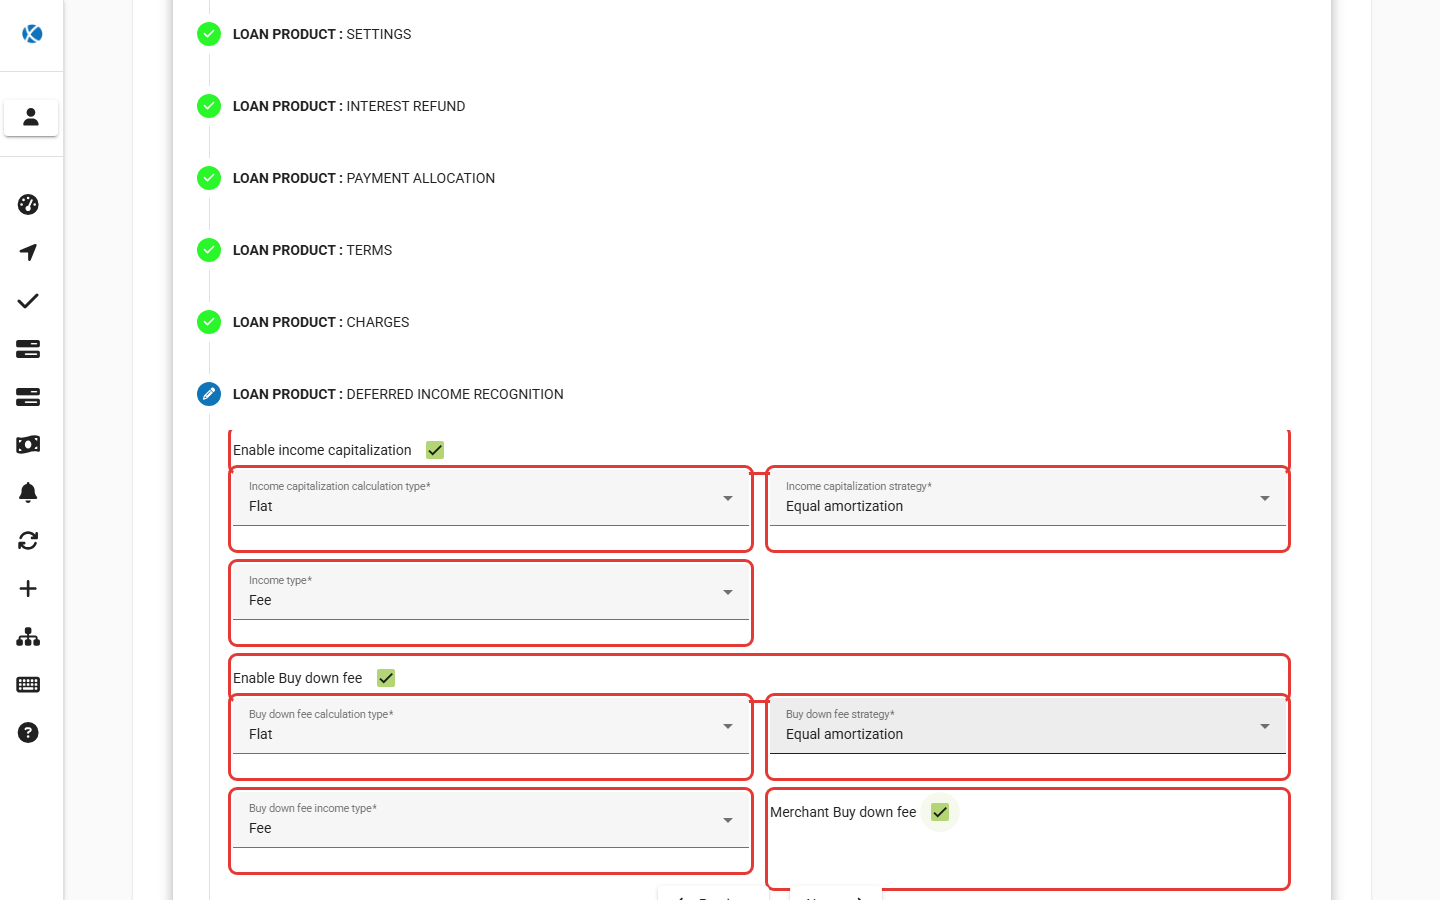 LOAN PRODUCT : SETTINGS
LOAN PRODUCT : INTEREST REFUND
LOAN PRODUCT : PAYMENT ALLOCATION
LOAN PRODUCT : TERMS
LOAN PRODUCT : CHARGES
LOAN PRODUCT : DEFERRED INCOME RECOGNITION
Enable income capitalization
Income capitalization calculation type*
Flat
Income capitalization strategy*
Equal amortization
Income type*
Fee
Enable Buy down fee
Buy down fee calculation type*
Flat
Buy down fee strategy*
Equal amortization
Buy down fee income type*
Fee
Merchant Buy down fee